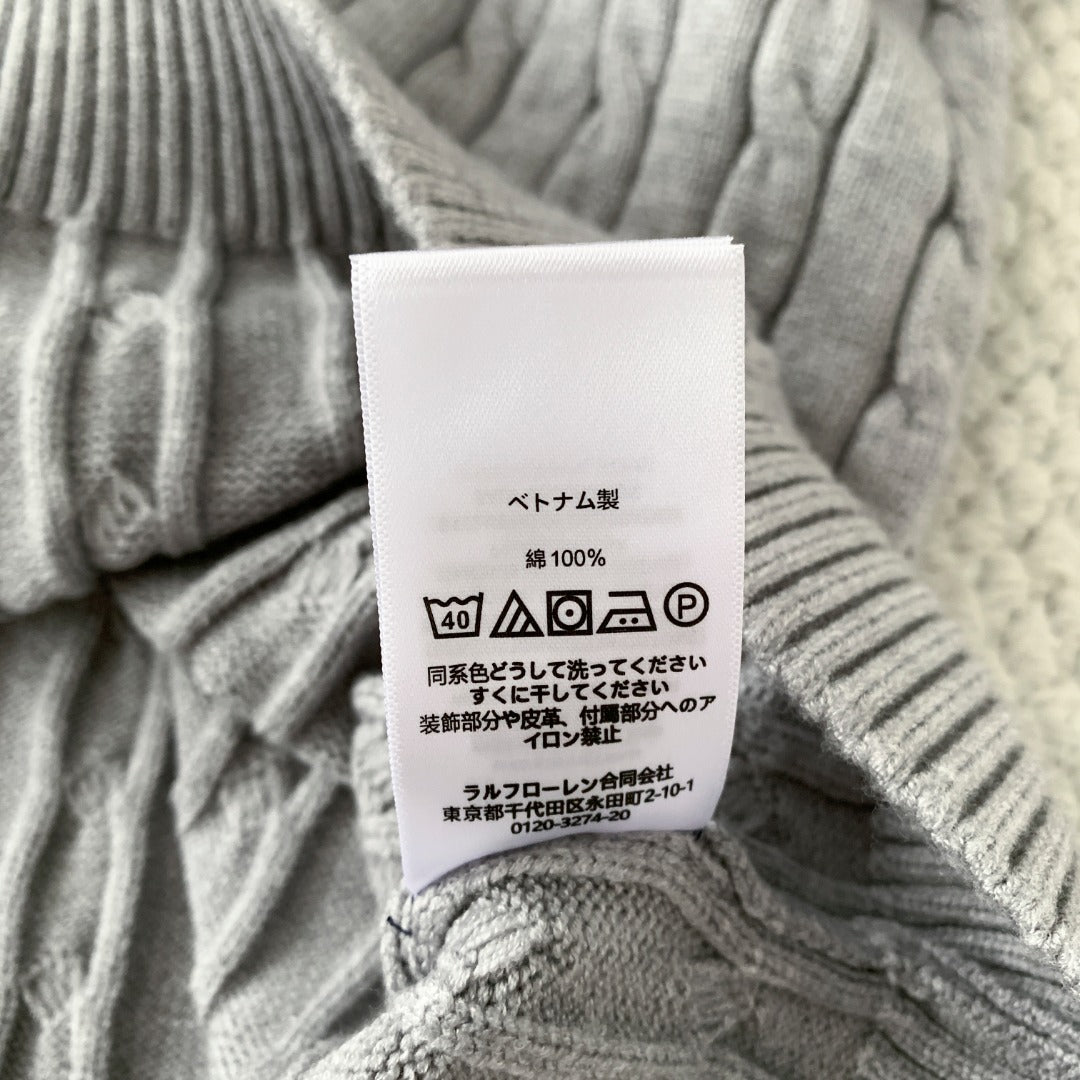 ベトナム製
綿100%
40
P
同系色どうして洗ってください
すくに干してください
装飾部分や皮革、付属部分へのア
イロン禁止
ラルフローレン合同会社
東京都千代田区永田町2-10-1
0120-3274-20